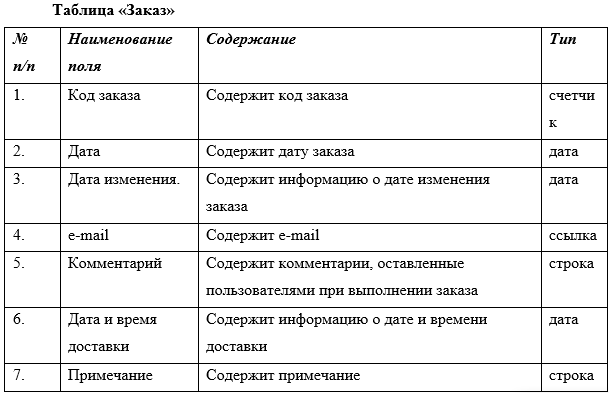 Таблица «Заказ»
№ Наименование Содержание Тип
п/п поля
1. Код заказа Содержит код заказа счетчи
к
2. Дата Содержит дату заказа дата
3. Дата изменения. Содержит информацию о дате изменения дата
заказа
4. e-mail Содержит e-mail ссылка
5. Комментарий Содержит комментарии, оставленные строка
пользователями при выполнении заказа
6. Дата и время Содержит информацию о дате и времени дата
доставки доставки
7. Примечание Содержит примечание строка